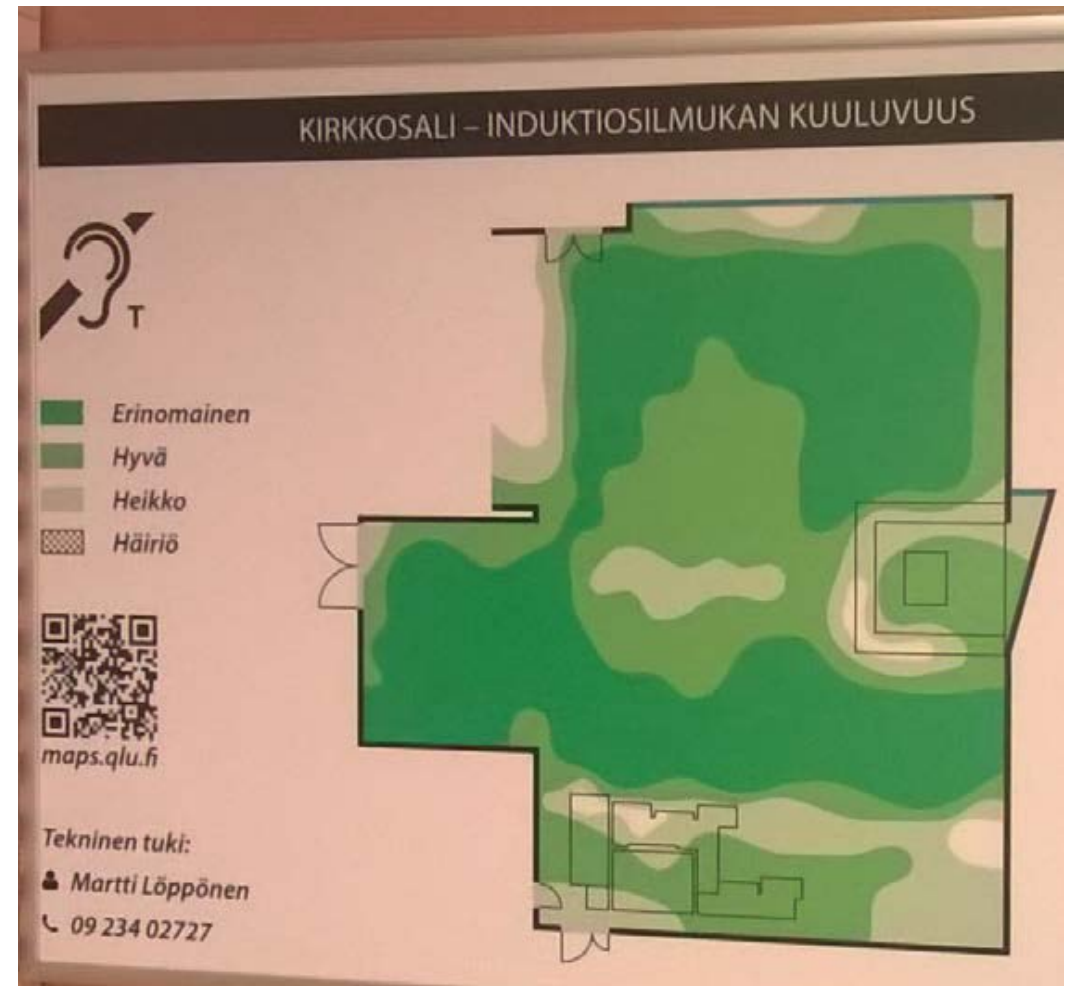 KIRKKOSALI – INDUKTIOSILMUKAN KUULUVUUS
T
Erinomainen
Hyvä
Heikko
Häiriö
maps.qlu.fi
Tekninen tuki:
Martti Löppönen
09 234 02727